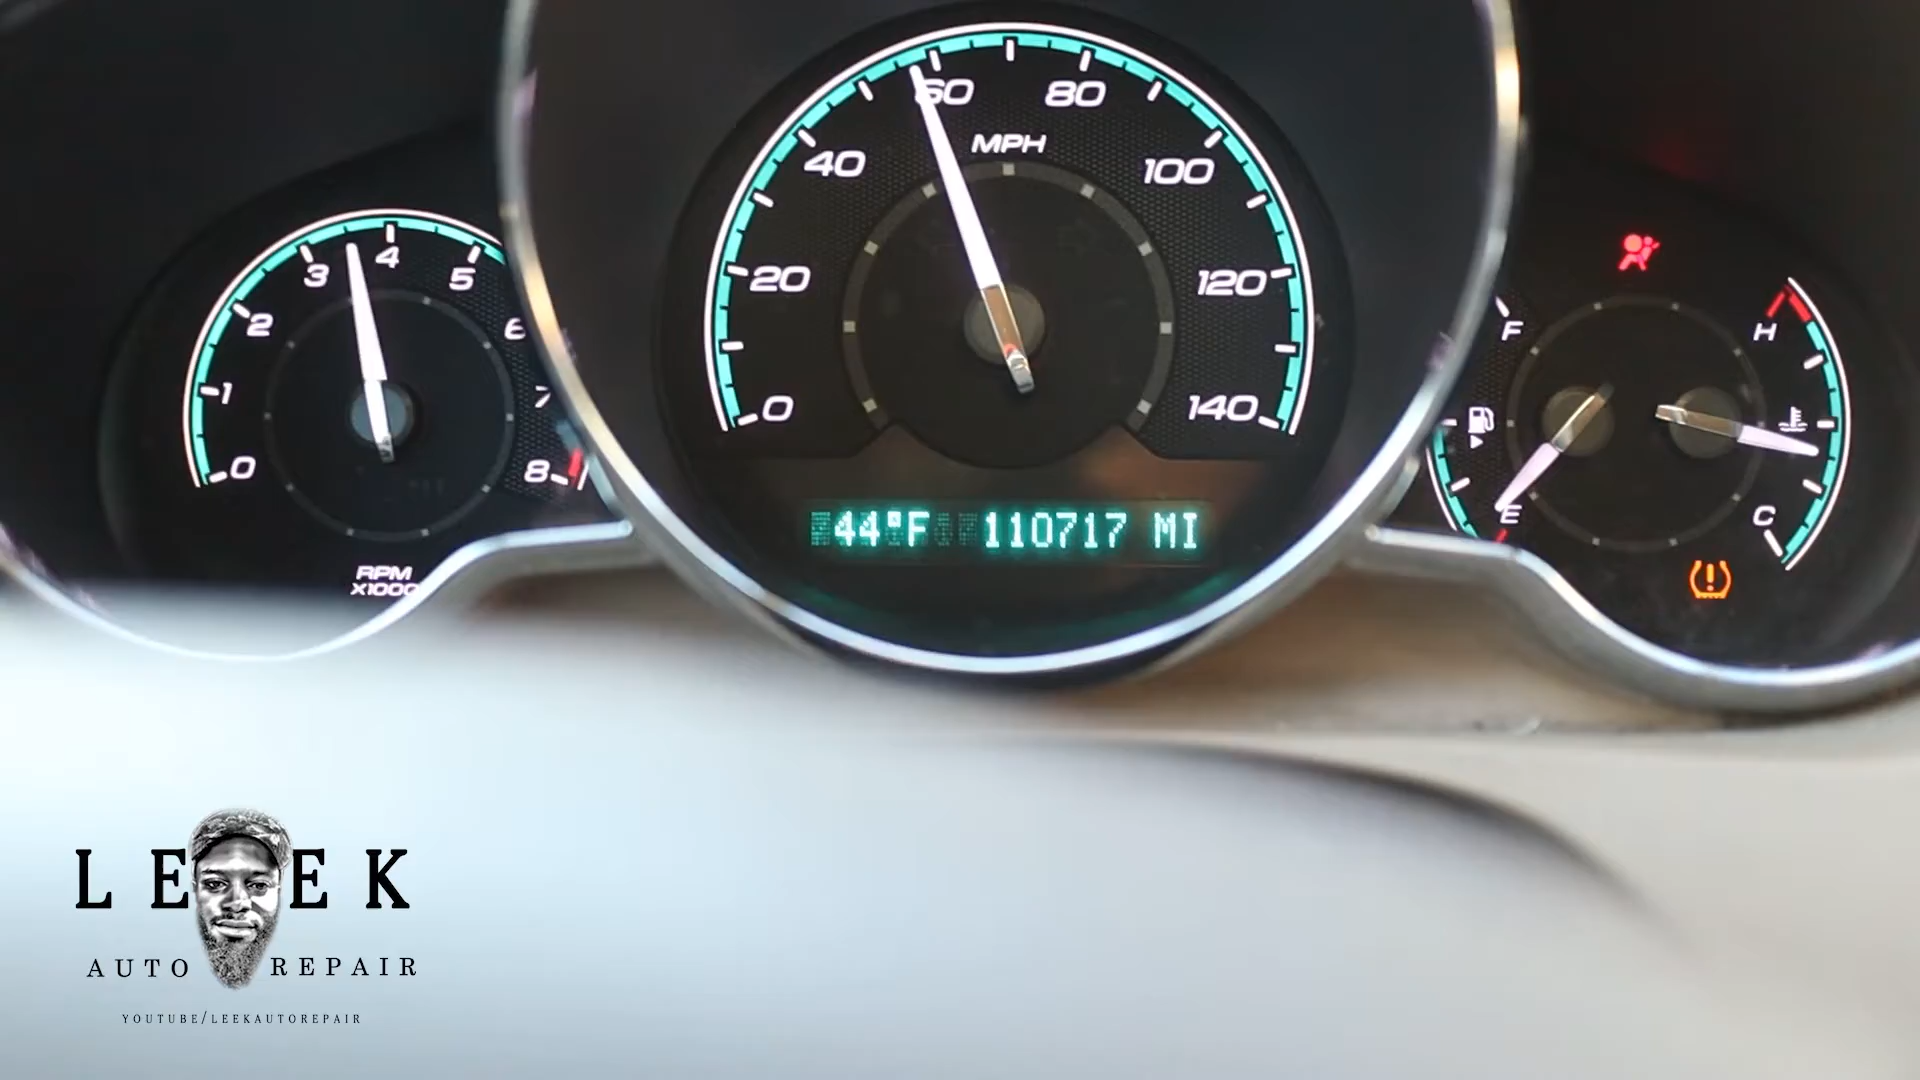 60 80
MPH
40 100
20 120
0 140
44°F 110717 MI
3 4 5
2 6
1 7
0 8
RPM
X1000
F H
E C
LEEK
AUTO REPAIR
YOUTUBE/LEEKAUTOREPAIR